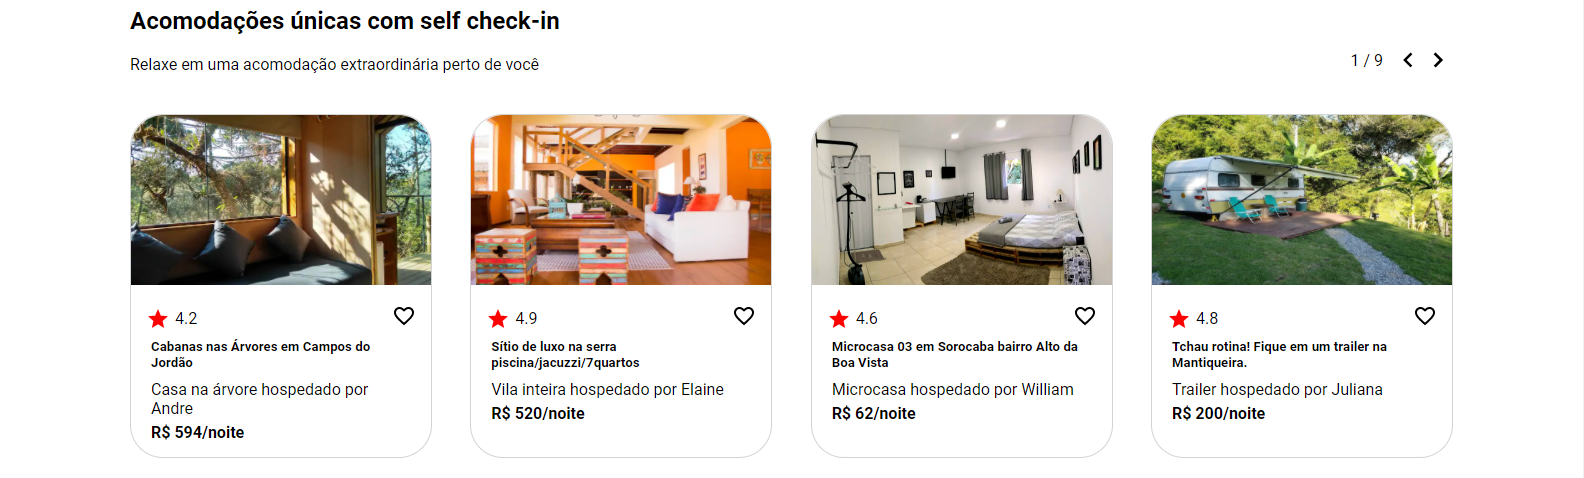 Acomodações únicas com self check-in
Relaxe em uma acomodação extraordinária perto de você
1 / 9
4.2
Cabanas nas Árvores em Campos do
Jordão
Casa na árvore hospedado por
Andre
R$ 594/noite
4.9
Sítio de luxo na serra
piscina/jacuzzi/7quartos
Vila inteira hospedado por Elaine
R$ 520/noite
4.6
Microcasa 03 em Sorocaba bairro Alto da
Boa Vista
Microcasa hospedado por William
R$ 62/noite
4.8
Tchau rotina! Fique em um trailer na
Mantiqueira.
Trailer hospedado por Juliana
R$ 200/noite